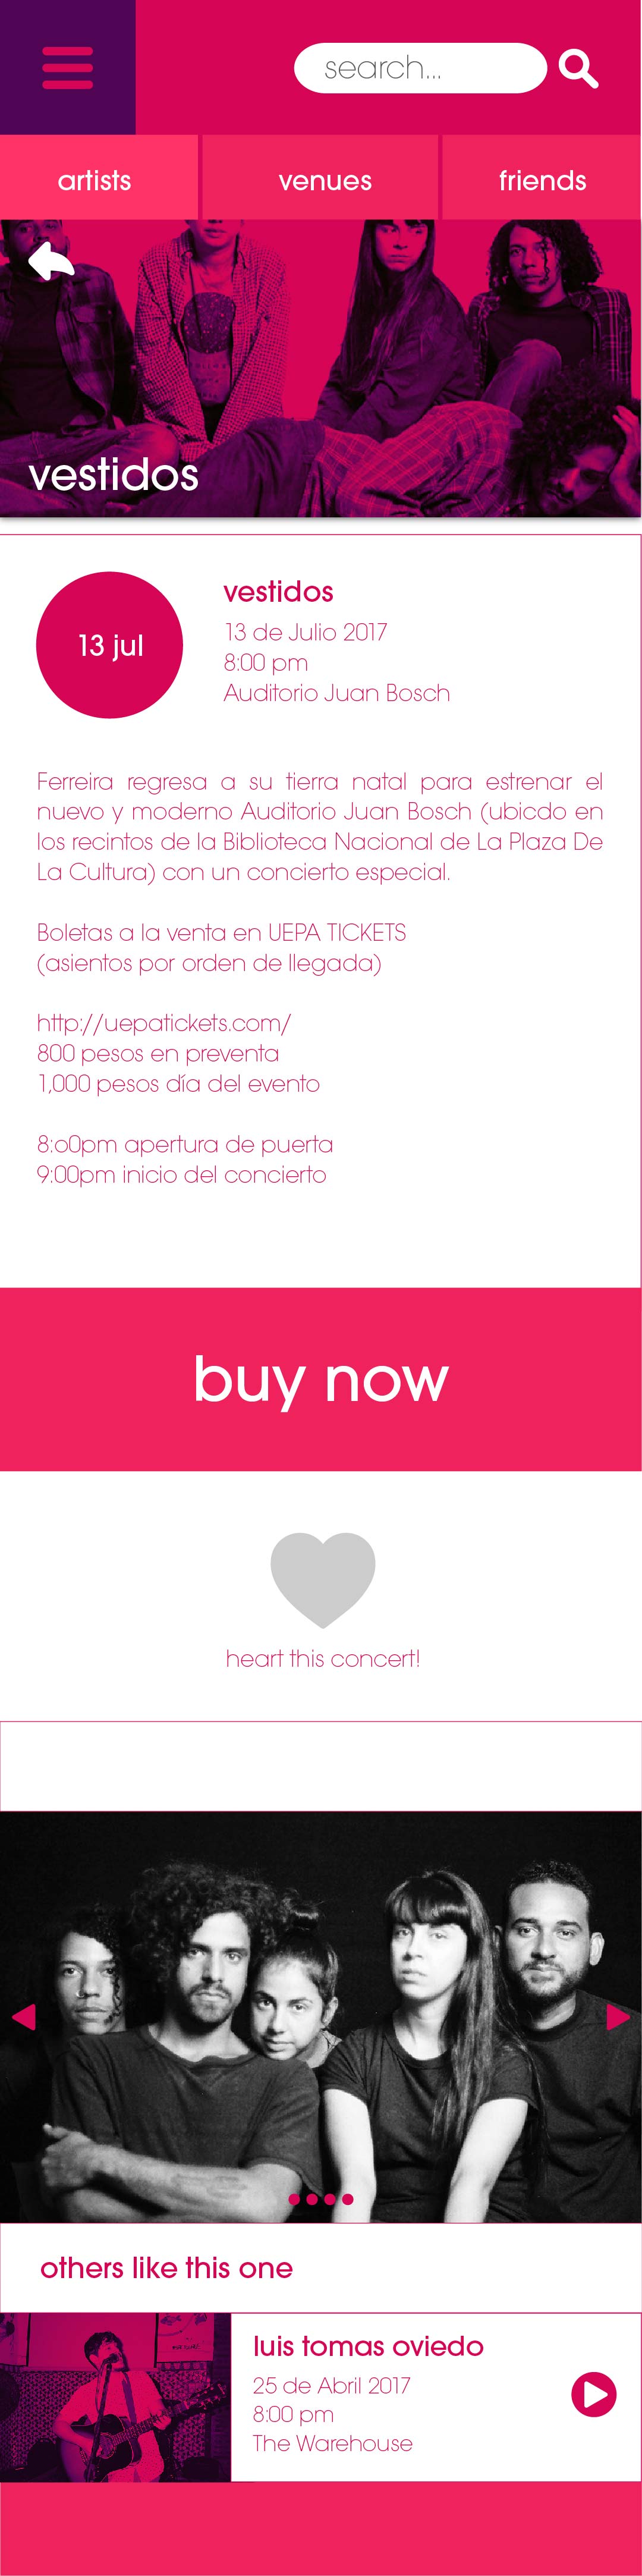 search...
artists
venues
friends
vestidos
13 jul
vestidos
13 de Julio 2017
8:00 pm
Auditorio Juan Bosch
Ferreira regresa a su tierra natal para estrenar el
nuevo y moderno Auditorio Juan Bosch (ubicdo en
los recintos de la Biblioteca Nacional de La Plaza De
La Cultura) con un concierto especial.
Boletas a la venta en UEPA TICKETS
(asientos por orden de llegada)
http://uepatickets.com/
800 pesos en preventa
1,000 pesos día del evento
8:o0pm apertura de puerta
9:00pm inicio del concierto
buy now
heart this concert!
others like this one
luis tomas oviedo
25 de Abril 2017
8:00 pm
The Warehouse